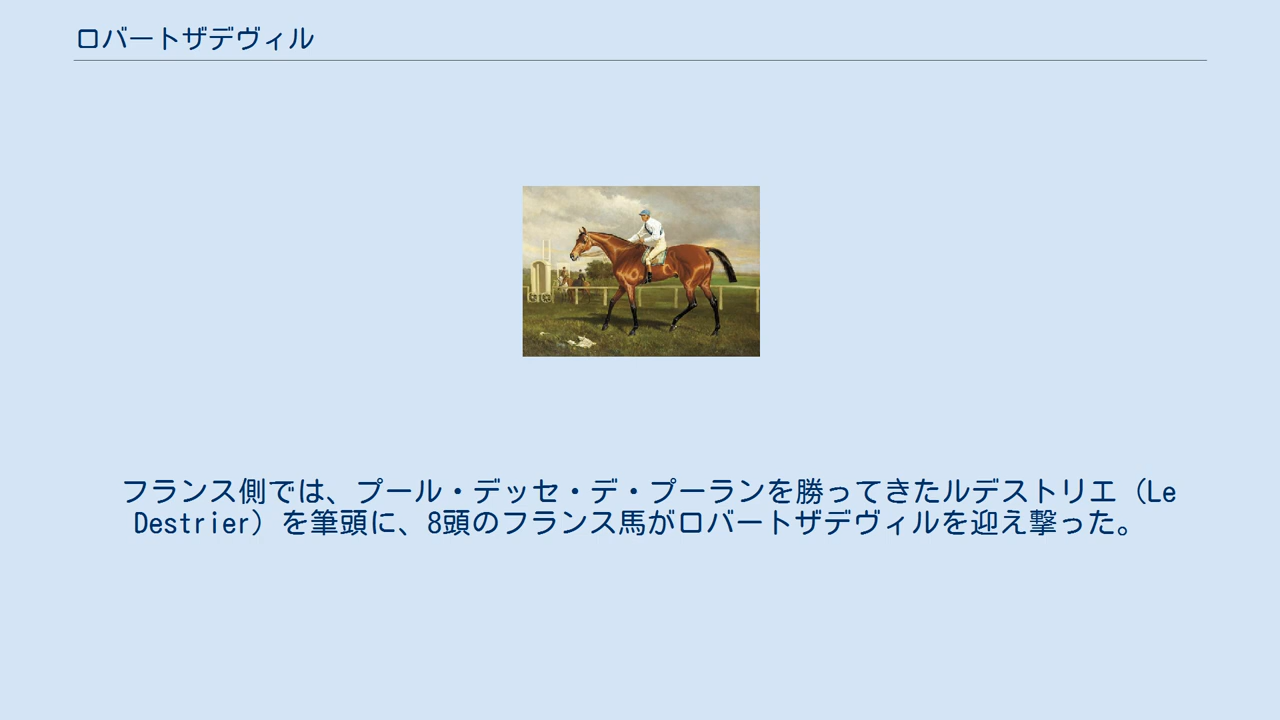 ロバートザデヴィル
フランス側では、プール・デッセ・デ・プーランを勝ってきたルデストリエ（Le
Destrier）を筆頭に、8頭のフランス馬がロバートザデヴィルを迎え撃った。